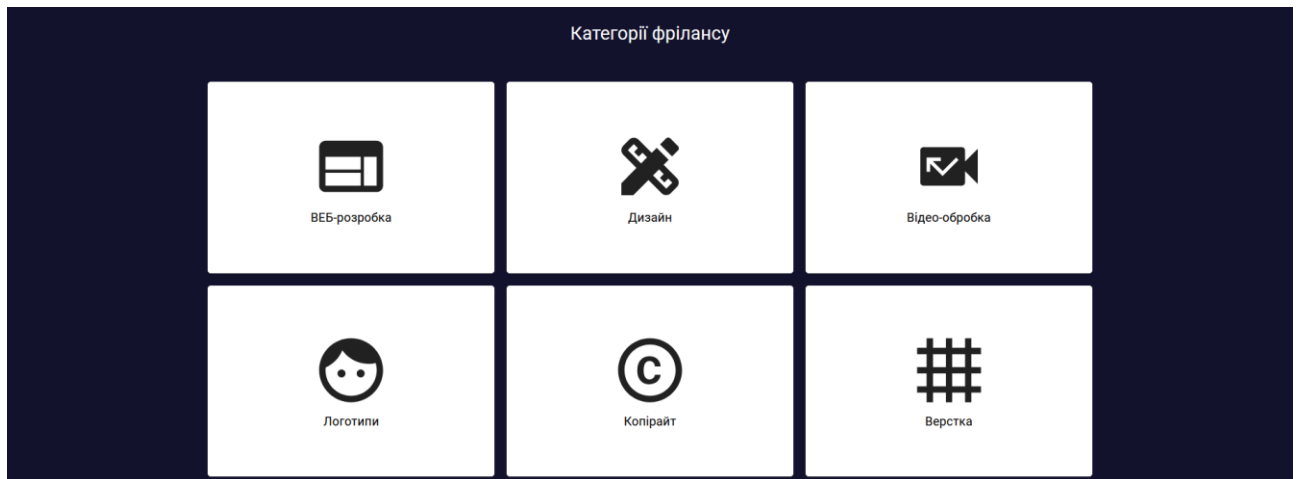 Категорії фрілансу
ВЕБ-розробка
Дизайн
Відео-обробка
Логотипи
Копірайт
Верстка